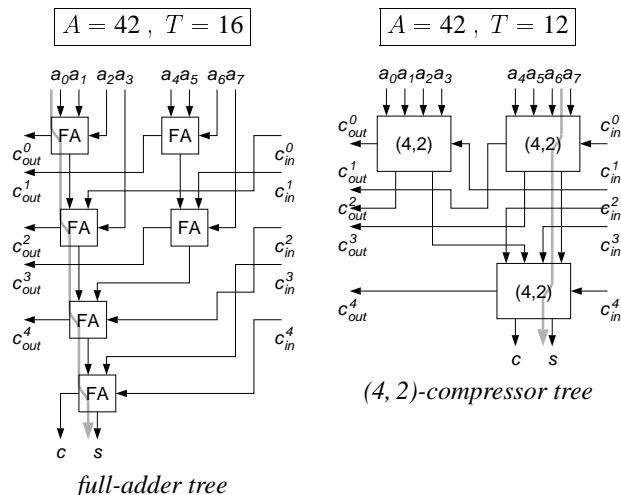 A = 42 , T = 16
a0a1 a2a3 a4a5 a6a7
FA FA
c0out c0in
c1out c1in
FA FA
c2out c2in
c3out c3in
FA
c4out c4in
FA
c s
full-adder tree
A = 42 , T = 12
a0a1a2a3 a4a5a6a7
c0out (4,2) (4,2) c0in
c1out c1in
c2out c2in
c3out c3in
c4out (4,2) c4in
c s
(4, 2)-compressor tree